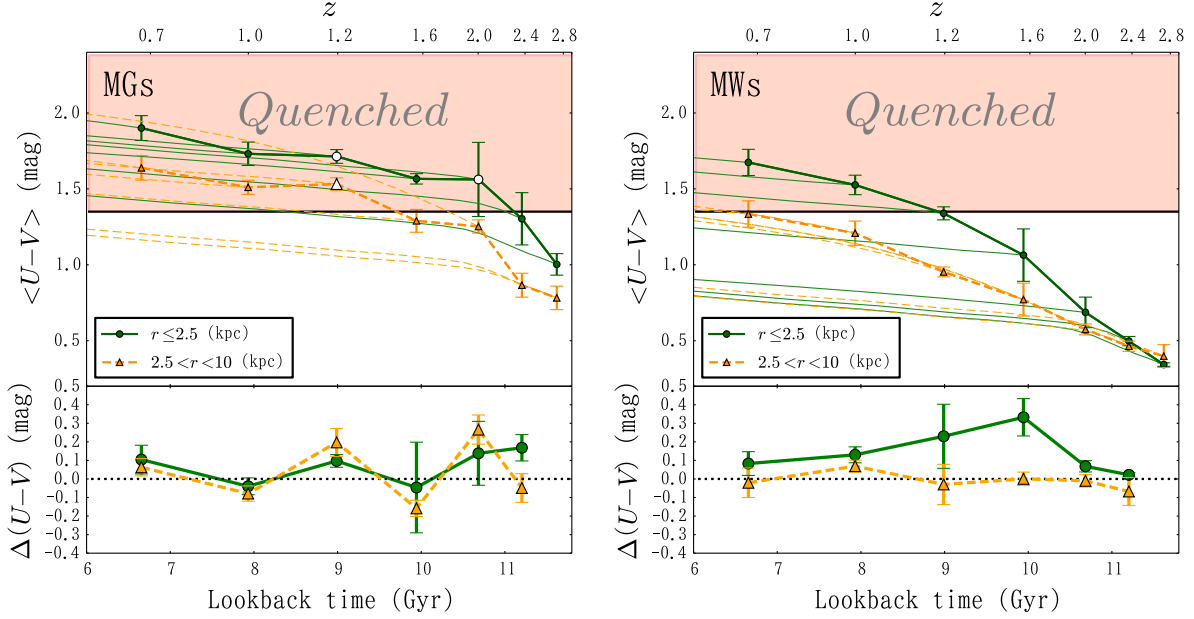 z
0.7 1.0 1.2 1.6 2.0 2.4 2.8
MGs
Quenched
2.0
1.5
1.0
0.5
<U−V> (mag)
r≤2.5 (kpc)
2.5<r<10 (kpc)
0.5
0.4
0.3
0.2
0.1
0.0
-0.1
-0.2
-0.3
-0.4
Δ(U−V) (mag)
6 7 8 9 10 11
Lookback time (Gyr)
z
0.7 1.0 1.2 1.6 2.0 2.4 2.8
MWs
Quenched
2.0
1.5
1.0
0.5
<U−V> (mag)
r≤2.5 (kpc)
2.5<r<10 (kpc)
0.5
0.4
0.3
0.2
0.1
0.0
-0.1
-0.2
-0.3
-0.4
Δ(U−V) (mag)
6 7 8 9 10 11
Lookback time (Gyr)